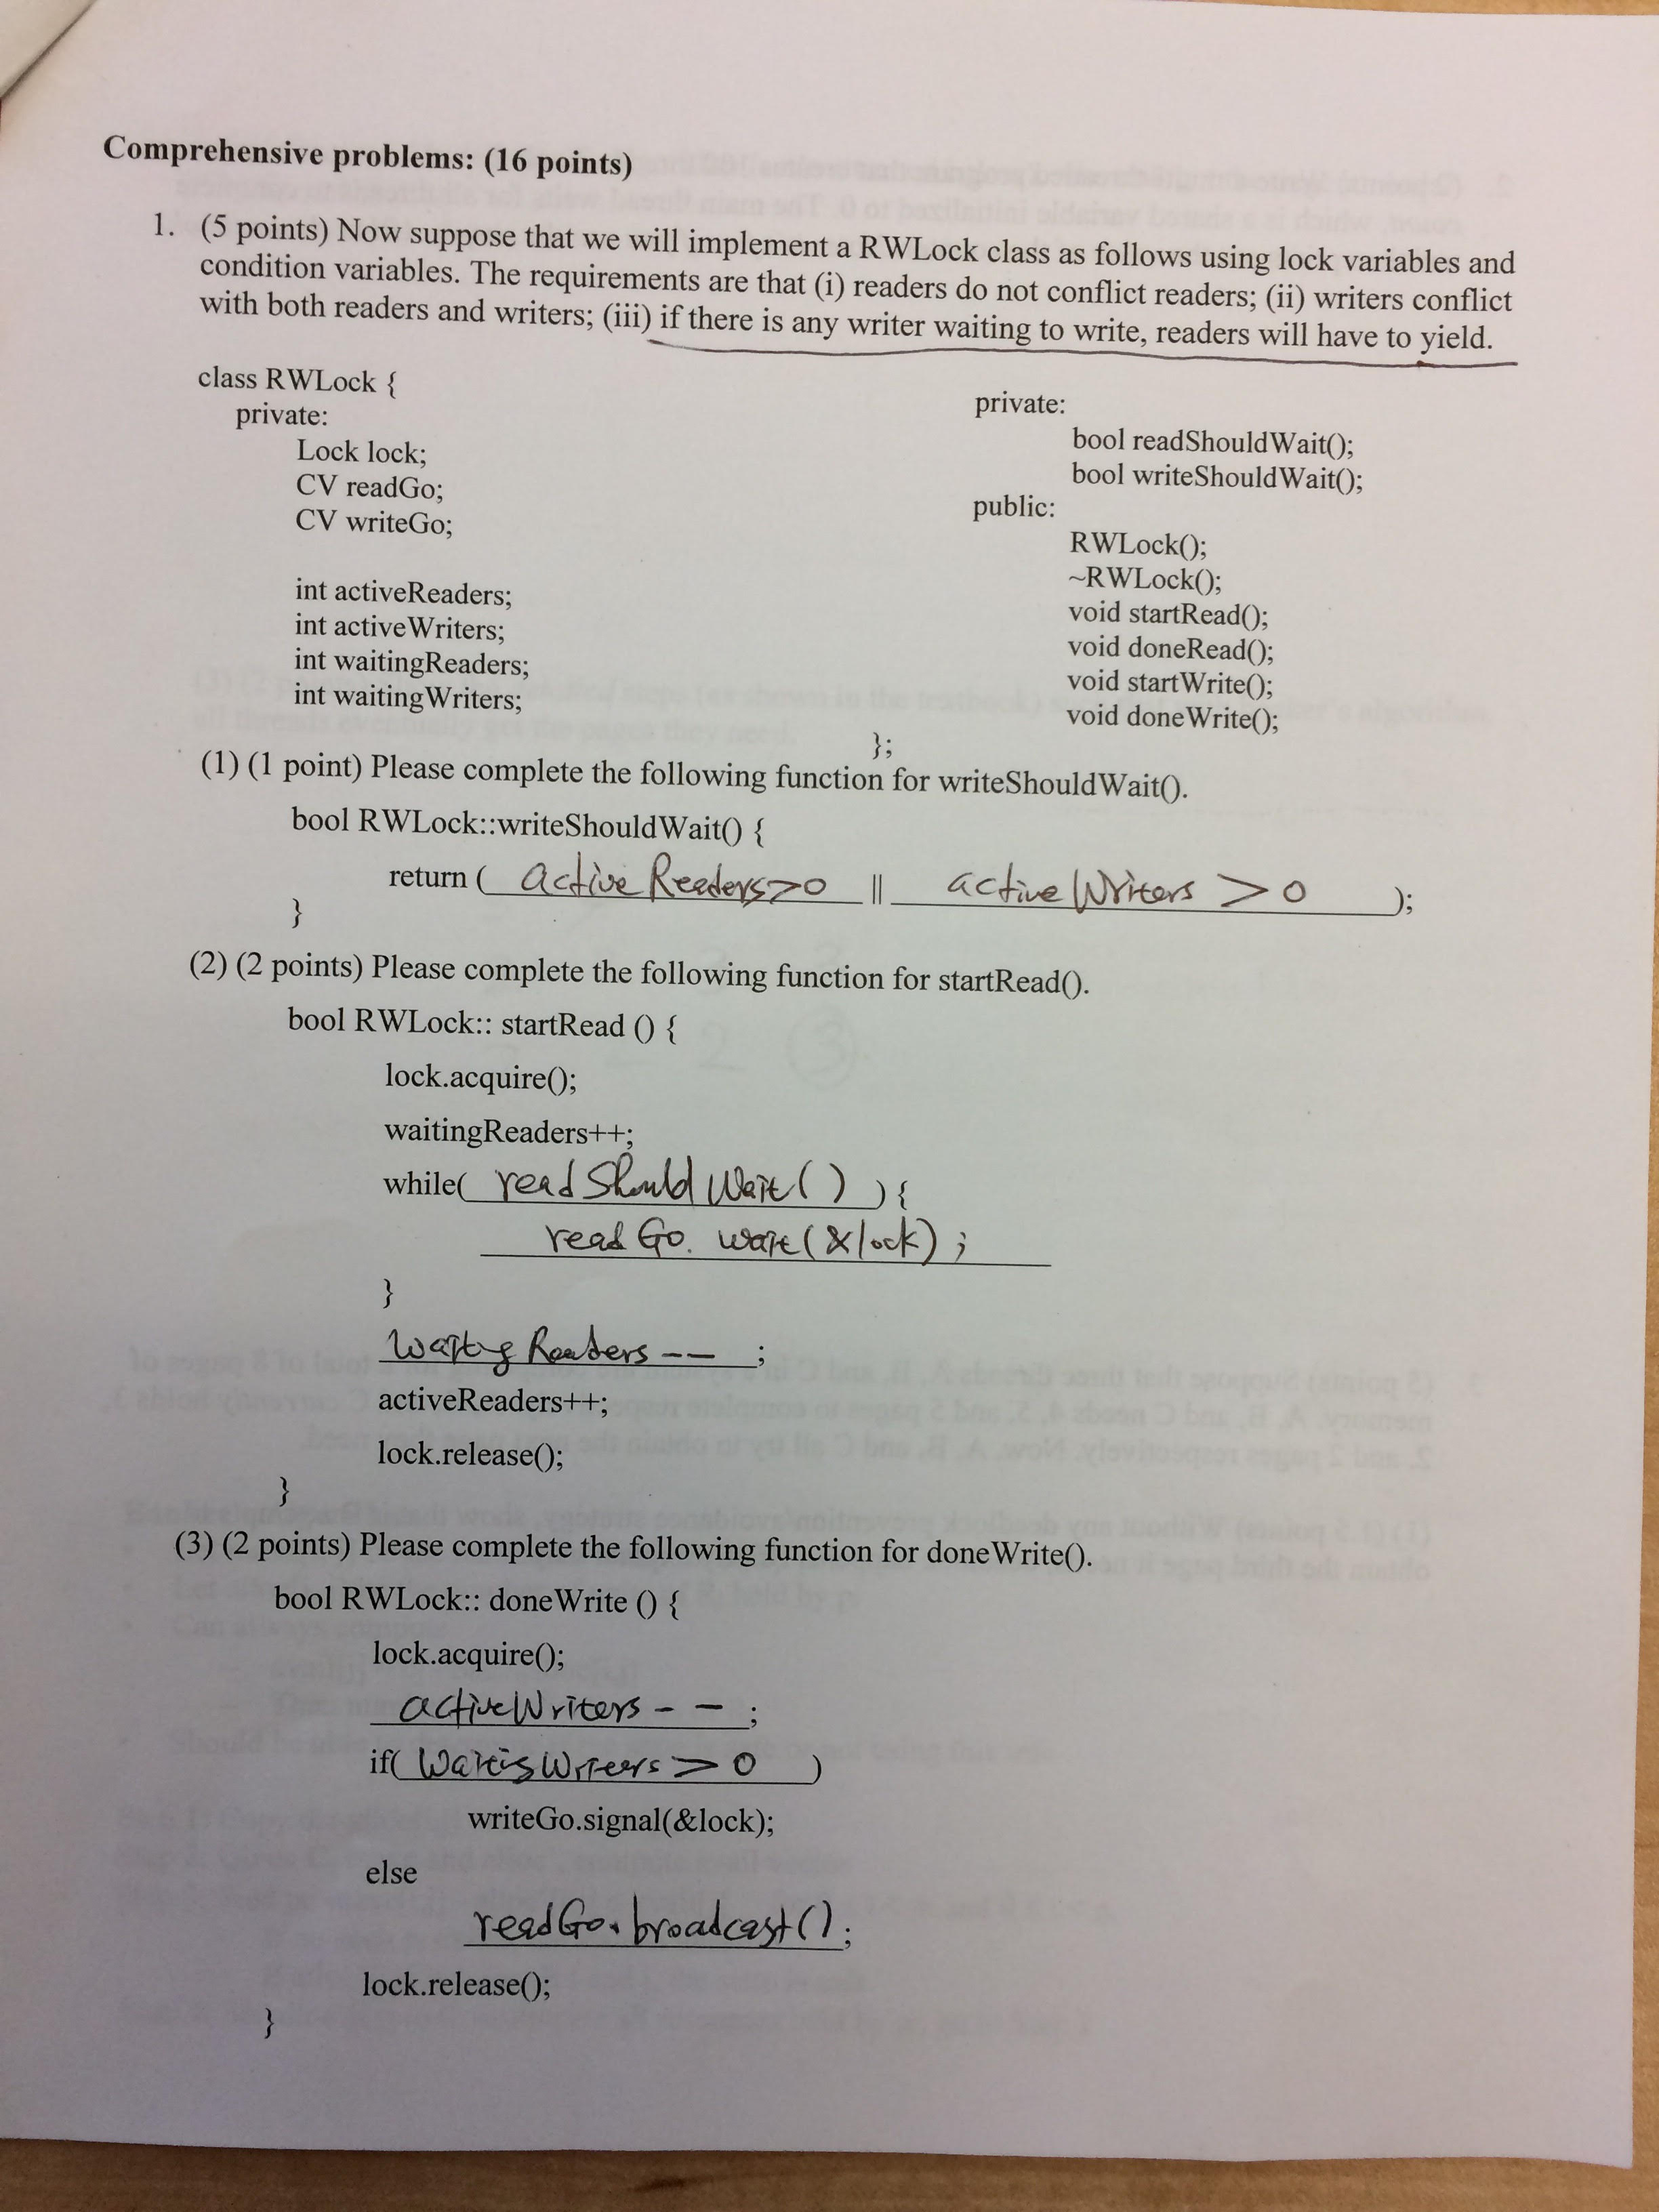 Comprehensive problems: (16 points)
1. (5 points) Now suppose that we will implement a RWLock class as follows using lock variables and
condition variables. The requirements are that (i) readers do not conflict readers; (ii) writers conflict
with both readers and writers; (iii) if there is any writer waiting to write, readers will have to yield.
class RWLock {
private:
Lock lock;
CV readGo;
CV writeGo;
int activeReaders;
int activeWriters;
int waitingReaders;
int waitingWriters;
private:
bool readShouldWait();
bool writeShouldWait();
public:
RWLock();
~RWLock();
void startRead();
void doneRead();
void startWrite();
void doneWrite();
};
(1) (1 point) Please complete the following function for writeShouldWait().
bool RWLock::writeShouldWait() {
return ( activeReaders>0 || activeWriters > 0 );
}
(2) (2 points) Please complete the following function for startRead().
bool RWLock:: startRead () {
lock.acquire();
waitingReaders++;
while( readShouldWait() ) {
readGo. wait(&lock) ;
}
waitingReaders -- ;
activeReaders++;
lock.release();
}
(3) (2 points) Please complete the following function for doneWrite().
bool RWLock:: doneWrite () {
lock.acquire();
activeWriters - - ;
if( WaitingWriters > 0 )
writeGo.signal(&lock);
else
readGo.broadcast();
lock.release();
}